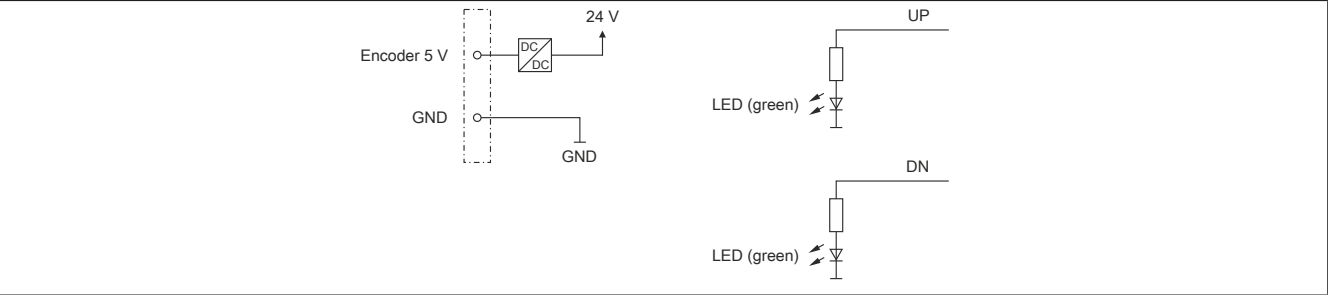 24 V
Encoder 5 V
DC
DC
GND
GND
UP
LED (green)
DN
LED (green)